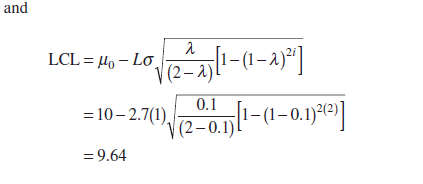 and
LCL = μ₀ − Lσ√(λ/(2 − λ)[1 − (1 − λ)²ⁱ])
= 10 − 2.7(1)√(0.1/(2 − 0.1)[1 − (1 − 0.1)²⁽²⁾])
= 9.64